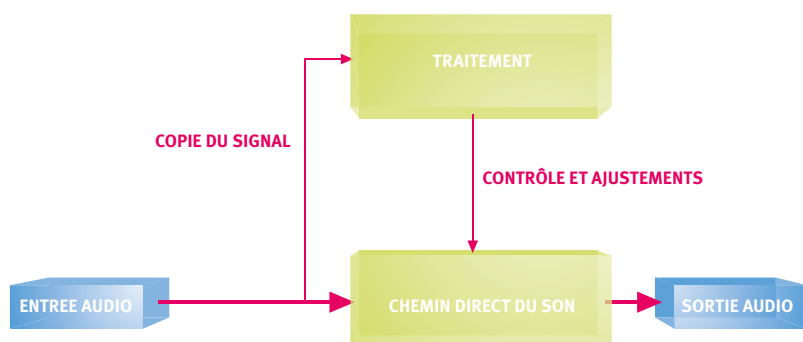 TRAITEMENT
COPIE DU SIGNAL
CONTRÔLE ET AJUSTEMENTS
ENTREE AUDIO
CHEMIN DIRECT DU SON
SORTIE AUDIO